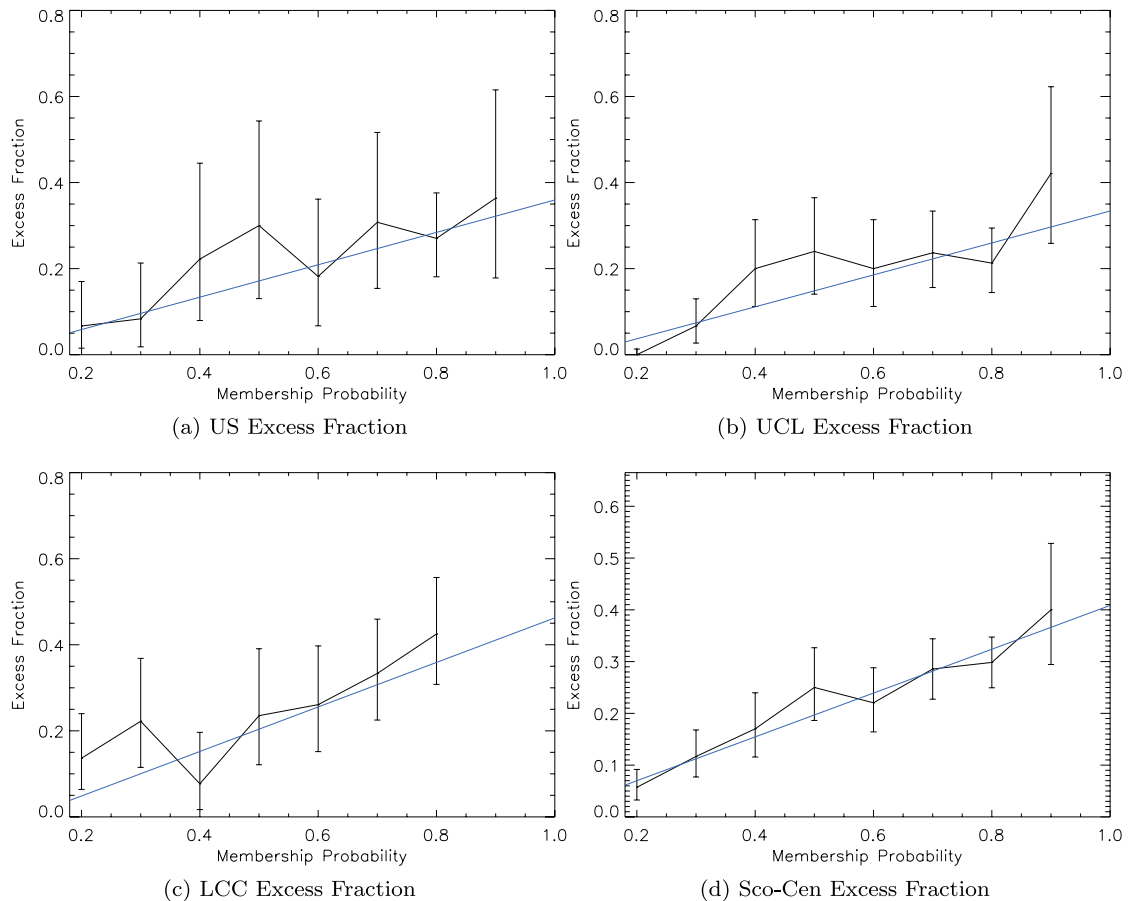 0.8
0.6
0.4
0.2
0.0
Excess Fraction
0.2 0.4 0.6 0.8 1.0
Membership Probability
(a) US Excess Fraction
0.8
0.6
0.4
0.2
0.0
Excess Fraction
0.2 0.4 0.6 0.8 1.0
Membership Probability
(b) UCL Excess Fraction
0.8
0.6
0.4
0.2
0.0
Excess Fraction
0.2 0.4 0.6 0.8 1.0
Membership Probability
(c) LCC Excess Fraction
0.6
0.5
0.4
0.3
0.2
0.1
0.0
Excess Fraction
0.2 0.4 0.6 0.8 1.0
Membership Probability
(d) Sco-Cen Excess Fraction